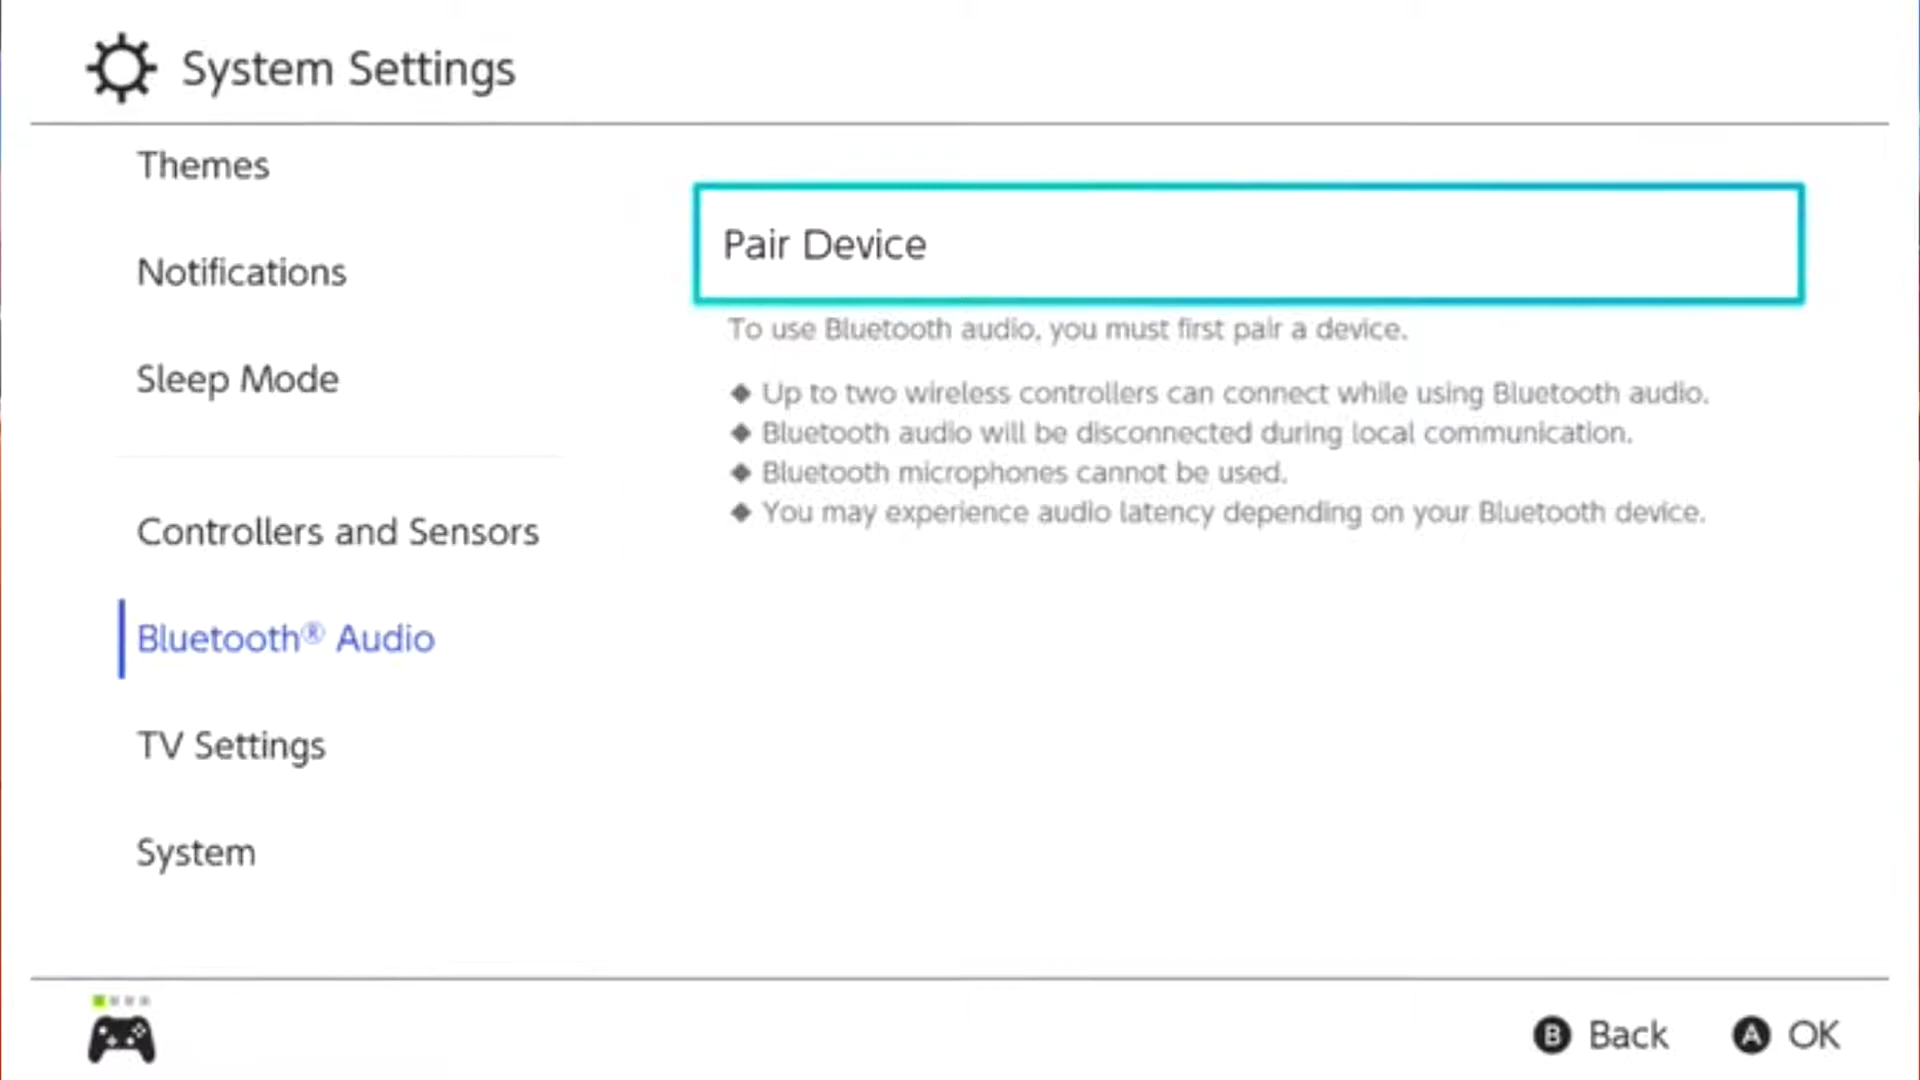 System Settings
Themes
Notifications
Sleep Mode
Controllers and Sensors
Bluetooth® Audio
TV Settings
System
Pair Device
To use Bluetooth audio, you must first pair a device.
◆ Up to two wireless controllers can connect while using Bluetooth audio.
◆ Bluetooth audio will be disconnected during local communication.
◆ Bluetooth microphones cannot be used.
◆ You may experience audio latency depending on your Bluetooth device.
B Back
A OK